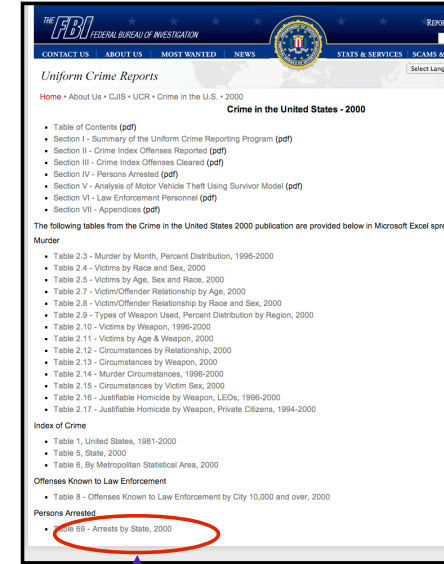 THE FBI FEDERAL BUREAU OF INVESTIGATION
REPOR
CONTACT US | ABOUT US | MOST WANTED | NEWS STATS & SERVICES | SCAMS &
Uniform Crime Reports
Select Lang
Home • About Us • CJIS • UCR • Crime in the U.S. • 2000
Crime in the United States - 2000
Table of Contents (pdf)
Section I - Summary of the Uniform Crime Reporting Program (pdf)
Section II - Crime Index Offenses Reported (pdf)
Section III - Crime Index Offenses Cleared (pdf)
Section IV - Persons Arrested (pdf)
Section V - Analysis of Motor Vehicle Theft Using Survivor Model (pdf)
Section VI - Law Enforcement Personnel (pdf)
Section VII - Appendices (pdf)
The following tables from the Crime in the United States 2000 publication are provided below in Microsoft Excel spre
Murder
Table 2.3 - Murder by Month, Percent Distribution, 1996-2000
Table 2.4 - Victims by Race and Sex, 2000
Table 2.5 - Victims by Age, Sex and Race, 2000
Table 2.7 - Victim/Offender Relationship by Age, 2000
Table 2.8 - Victim/Offender Relationship by Race and Sex, 2000
Table 2.9 - Types of Weapon Used, Percent Distribution by Region, 2000
Table 2.10 - Victims by Weapon, 1996-2000
Table 2.11 - Victims by Age & Weapon, 2000
Table 2.12 - Circumstances by Relationship, 2000
Table 2.13 - Circumstances by Weapon, 2000
Table 2.14 - Murder Circumstances, 1996-2000
Table 2.15 - Circumstances by Victim Sex, 2000
Table 2.16 - Justifiable Homicide by Weapon, LEOs, 1996-2000
Table 2.17 - Justifiable Homicide by Weapon, Private Citizens, 1994-2000
Index of Crime
Table 1, United States, 1981-2000
Table 5, State, 2000
Table 6, By Metropolitan Statistical Area, 2000
Offenses Known to Law Enforcement
Table 8 - Offenses Known to Law Enforcement by City 10,000 and over, 2000
Persons Arrested
Table 69 - Arrests by State, 2000